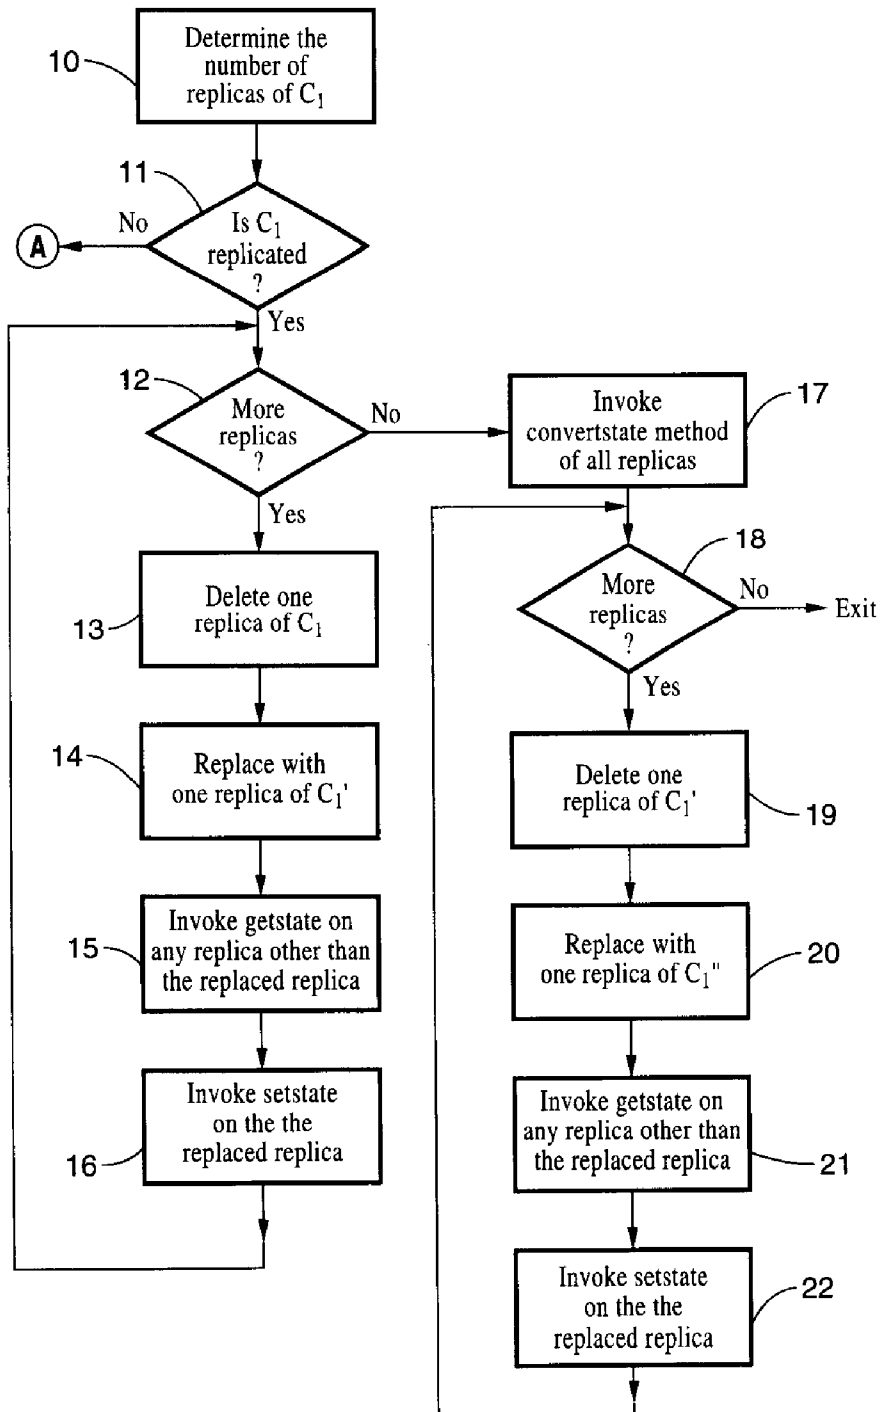 10
Determine the
number of
replicas of C1
11
No
A
Is C1
replicated
?
Yes
12
More
replicas
?
No
Yes
13
Delete one
replica of C1
14
Replace with
one replica of C1'
15
Invoke getstate on
any replica other than
the replaced replica
16
Invoke setstate
on the the
replaced replica
17
Invoke
convertstate method
of all replicas
18
More
replicas
?
No
Exit
Yes
Delete one
replica of C1'
19
Replace with
one replica of C1"
20
Invoke getstate on
any replica other than
the replaced replica
21
Invoke setstate
on the the
replaced replica
22